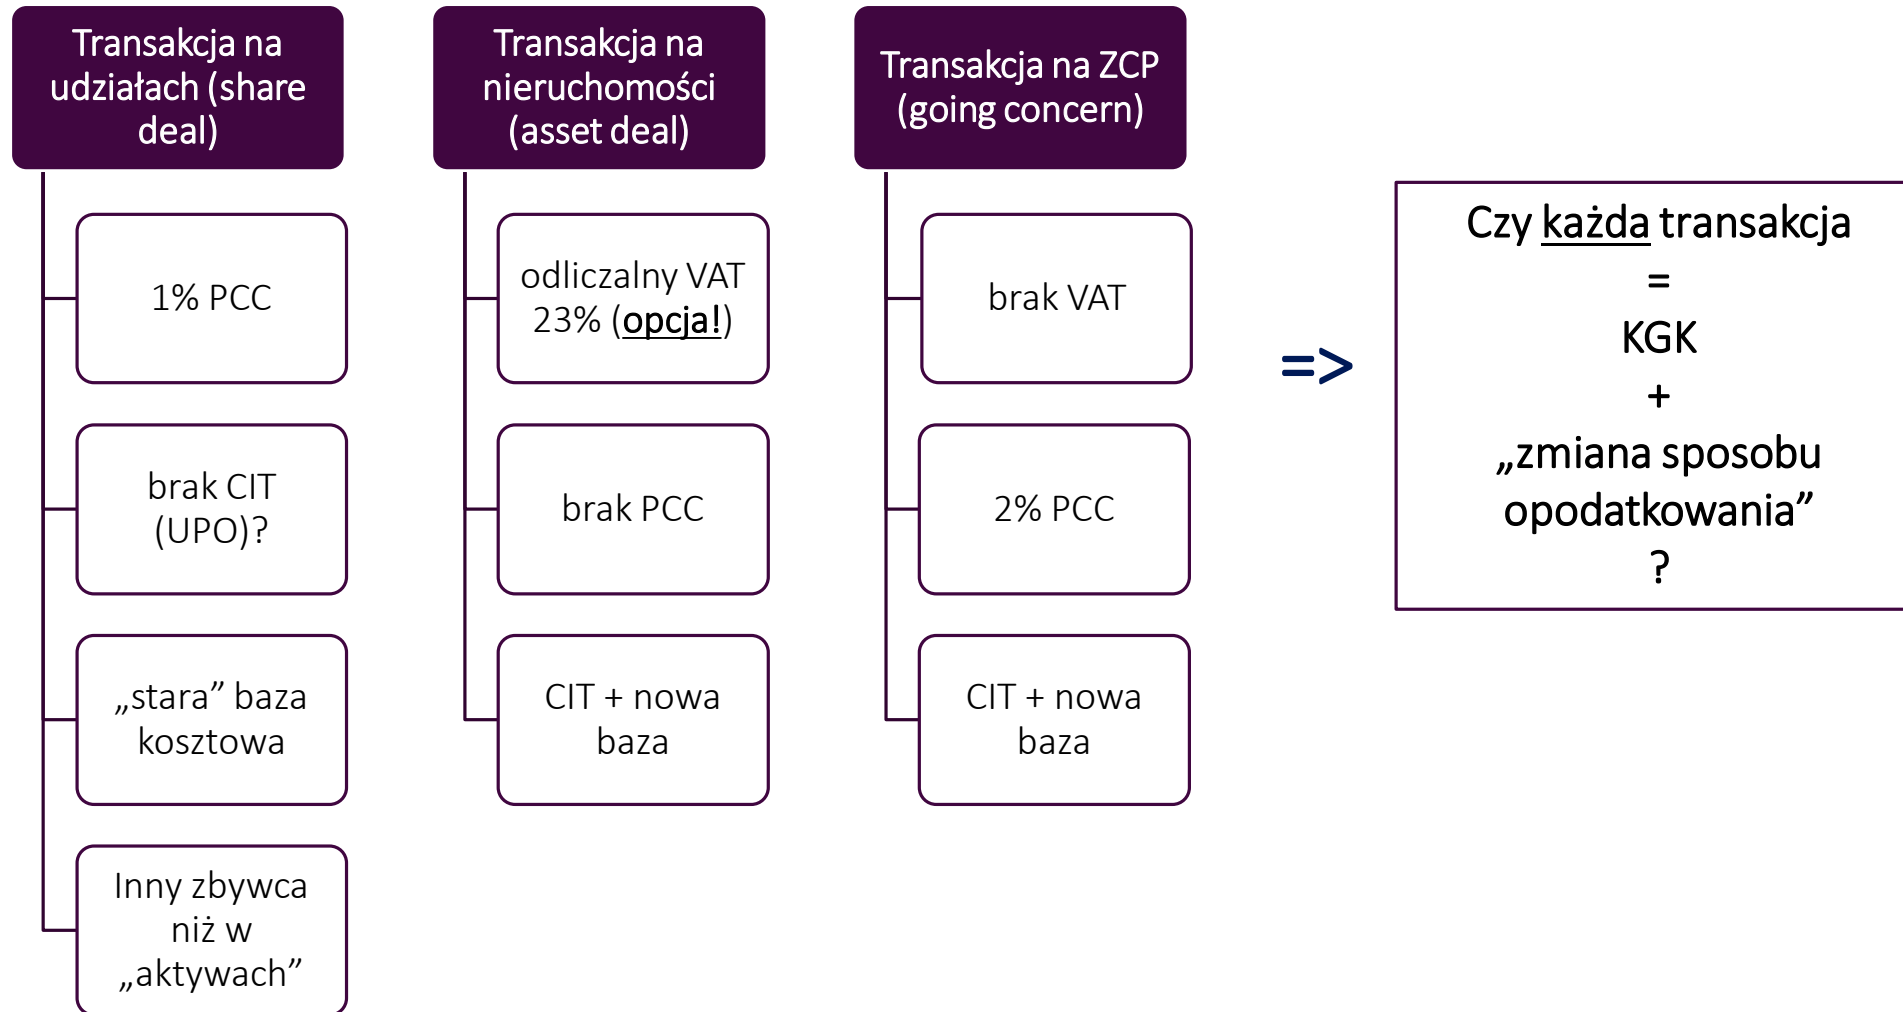 Transakcja na
udziałach (share
deal)
1% PCC
brak CIT
(UPO)?
„stara” baza
kosztowa
Inny zbywca
niż w
„aktywach”
Transakcja na
nieruchomości
(asset deal)
odliczalny VAT
23% (opcja!)
brak PCC
CIT + nowa
baza
Transakcja na ZCP
(going concern)
brak VAT
2% PCC
CIT + nowa
baza
=>
Czy każda transakcja
=
KGK
+
„zmiana sposobu
opodatkowania”
?